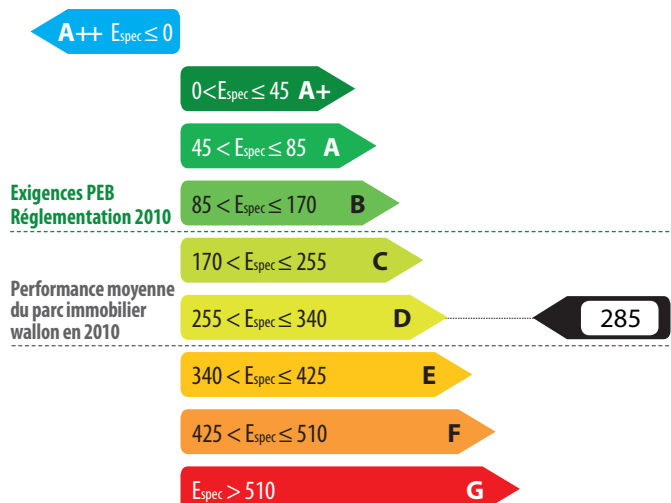 A++ Espec ≤ 0
0<Espec ≤ 45 A+
45 < Espec ≤ 85 A
Exigences PEB
Réglementation 2010
85 < Espec ≤ 170 B
170 < Espec ≤ 255 C
Performance moyenne
du parc immobilier
wallon en 2010
255 < Espec ≤ 340 D
285
340 < Espec ≤ 425 E
425 < Espec ≤ 510 F
Espec > 510 G